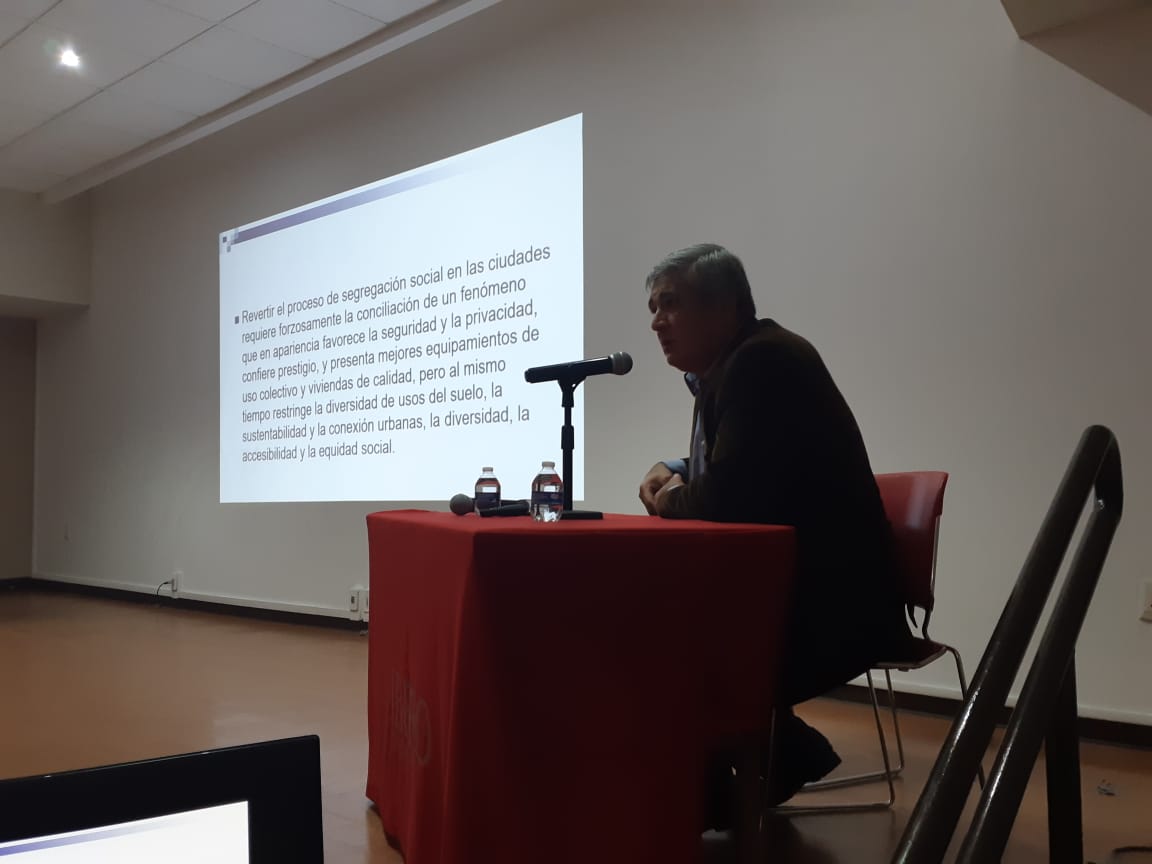 Revertir el proceso de segregación social en las ciudades
requiere forzosamente la conciliación de un fenómeno
que en apariencia favorece la seguridad y la privacidad,
confiere prestigio, y presenta mejores equipamientos de
uso colectivo y viviendas de calidad, pero al mismo
tiempo restringe la diversidad de usos del suelo, la
sustentabilidad y la conexión urbanas, la diversidad, la
accesibilidad y la equidad social.